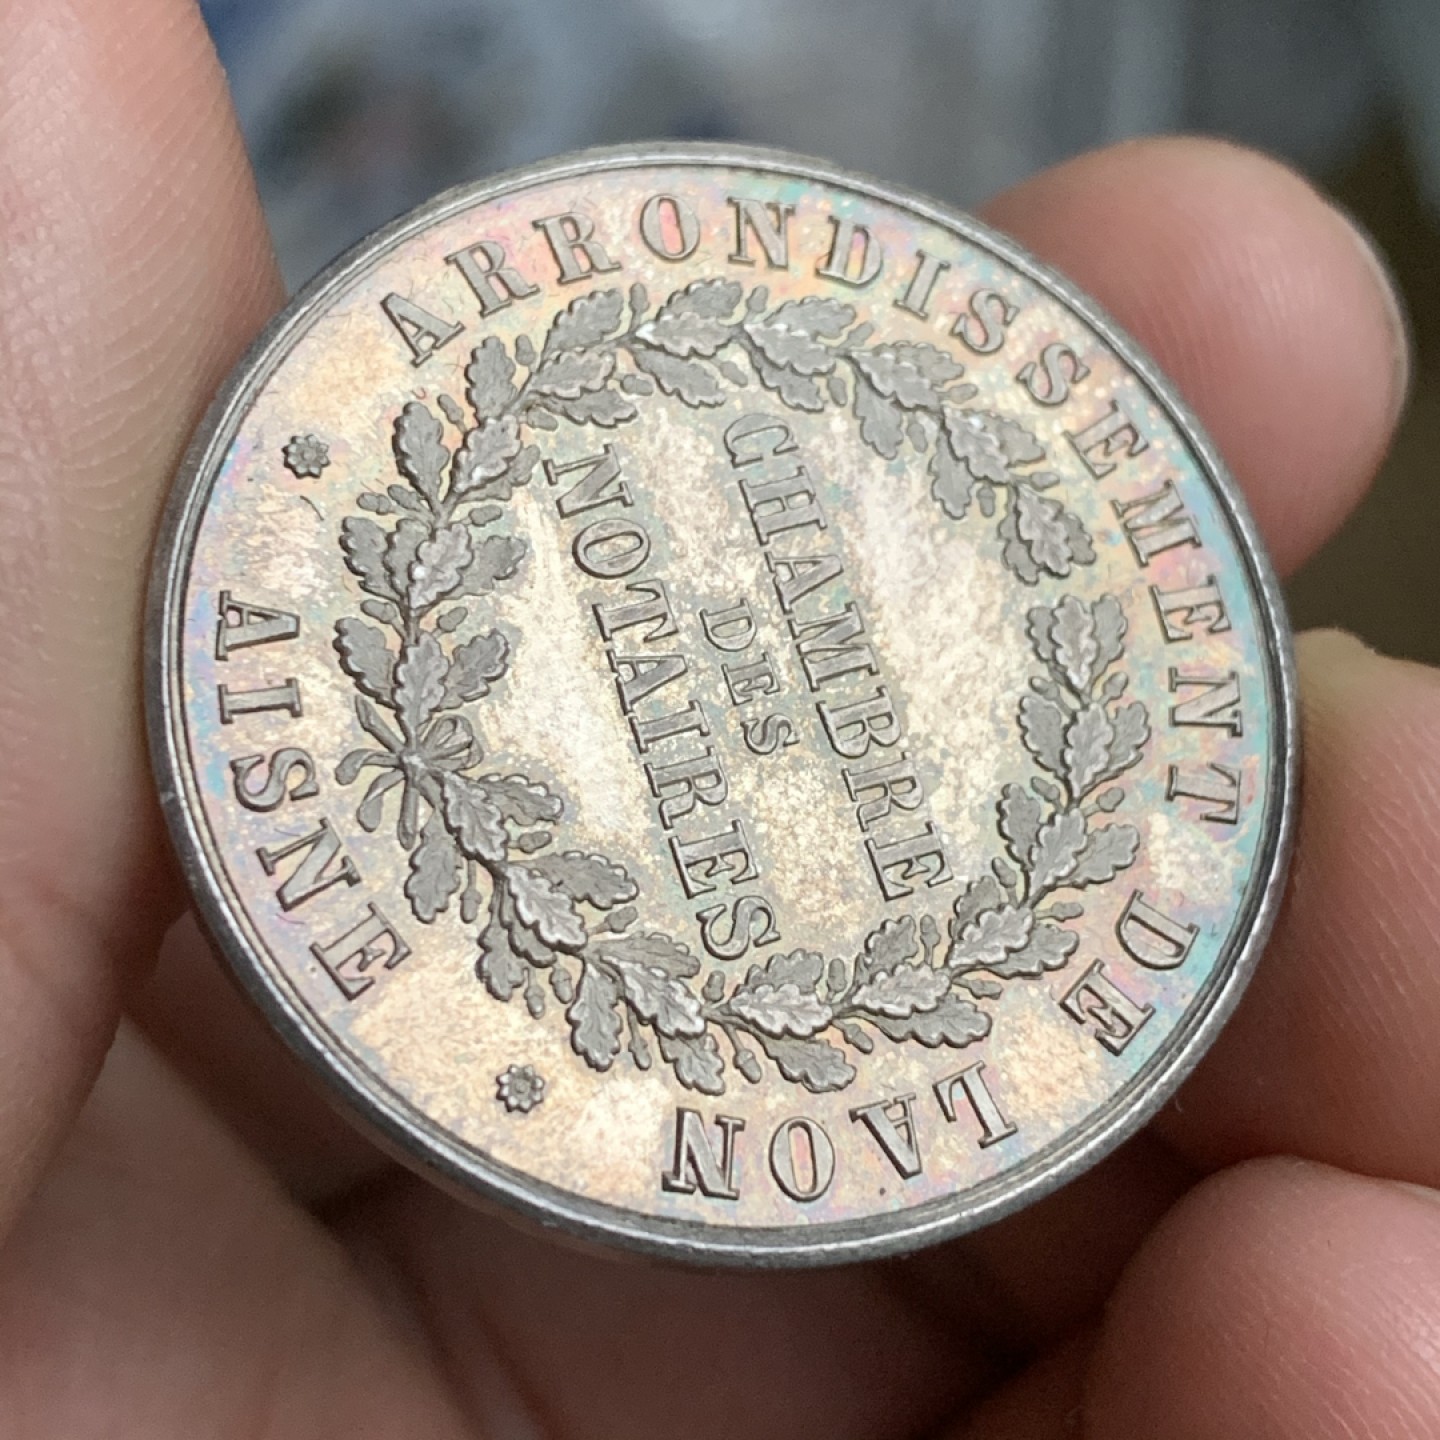 ARRONDISSEMENT DE LAON
CHAMBRE
DES
NOTAIRES
AISNE